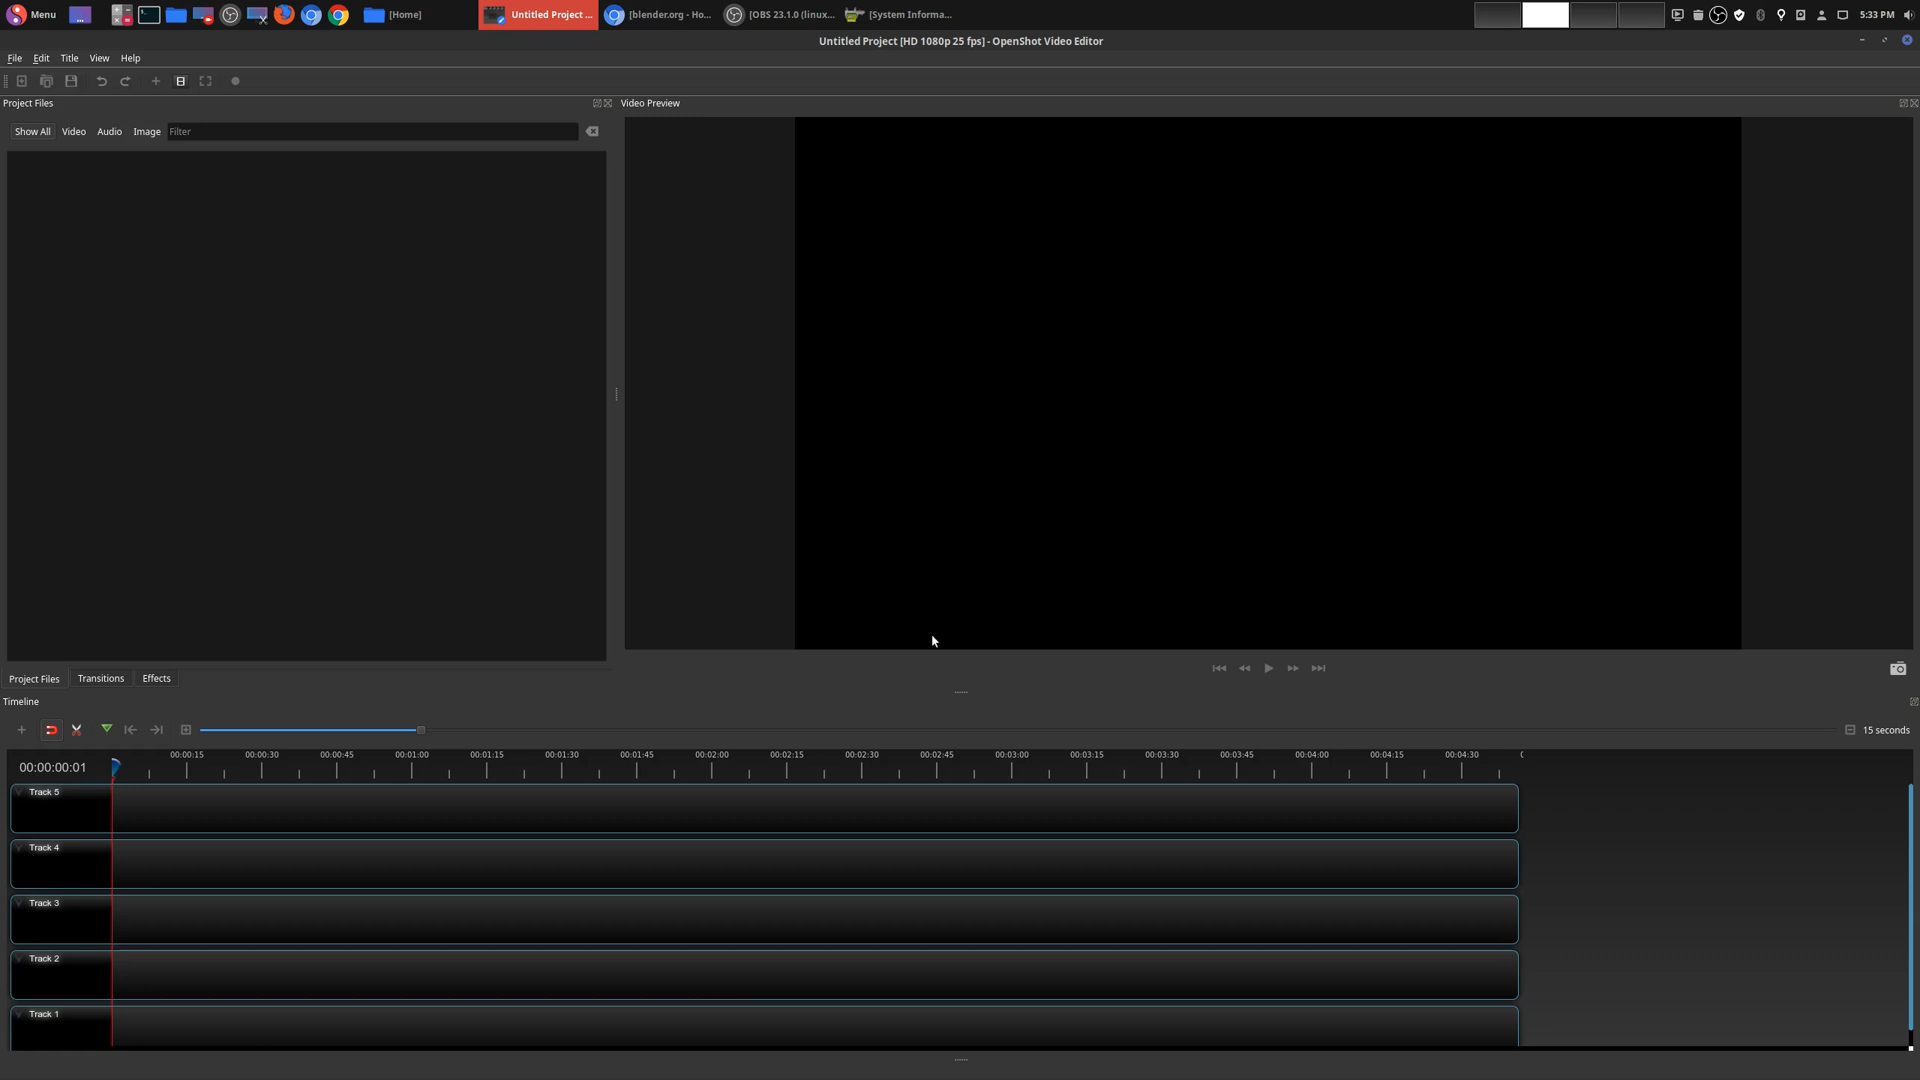 Menu [Home] Untitled Project ... [blender.org - Ho... [OBS 23.1.0 (linux... [System Informa... 5:33 PM
Untitled Project [HD 1080p 25 fps] - OpenShot Video Editor
File Edit Title View Help
Project Files Video Preview
Show All Video Audio Image Filter
Project Files Transitions Effects
Timeline
15 seconds
00:00:15 00:00:30 00:00:45 00:01:00 00:01:15 00:01:30 00:01:45 00:02:00 00:02:15 00:02:30 00:02:45 00:03:00 00:03:15 00:03:30 00:03:45 00:04:00 00:04:15 00:04:30
00:00:00:01
Track 5
Track 4
Track 3
Track 2
Track 1